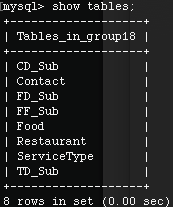 [mysql> show tables;
+-------------------+
| Tables_in_group18 |
+-------------------+
| CD_Sub            |
| Contact           |
| FD_Sub            |
| FF_Sub            |
| Food              |
| Restaurant        |
| ServiceType       |
| TD_Sub            |
+-------------------+
8 rows in set (0.00 sec)